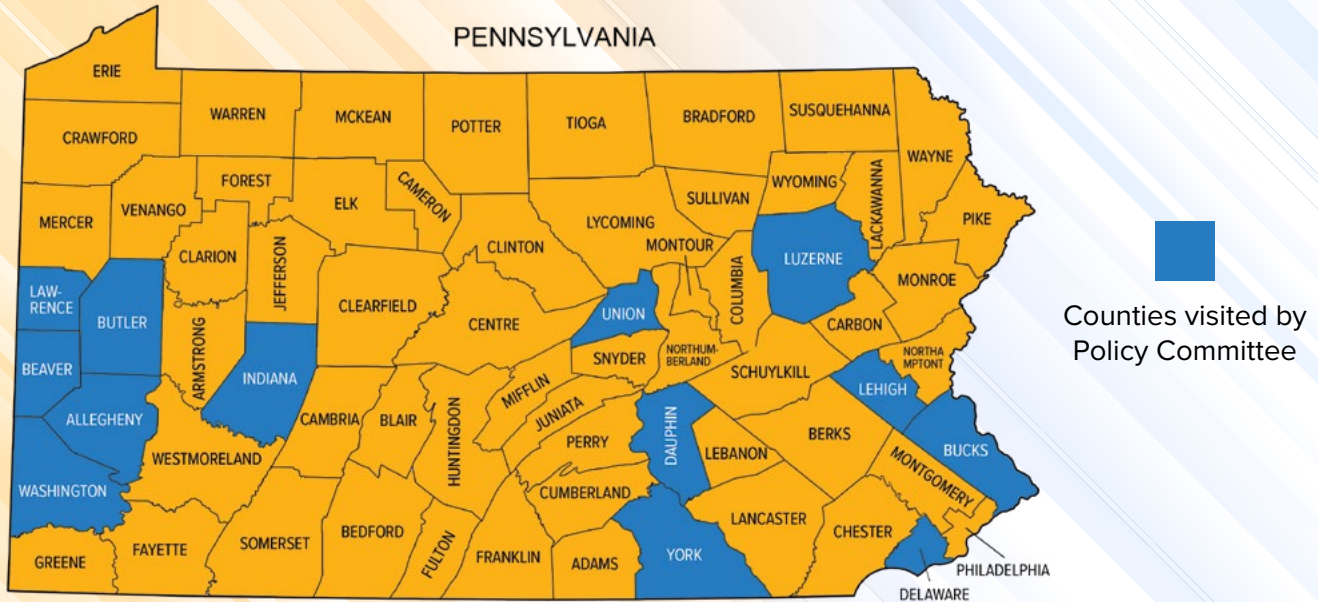 PENNSYLVANIA
ERIE
CRAWFORD
WARREN
MCKEAN
POTTER
TIOGA
BRADFORD
SUSQUEHANNA
WAYNE
WYOMING
LACKAWANNA
PIKE
MERCER
VENANGO
FOREST
ELK
CAMERON
CLINTON
LYCOMING
SULLIVAN
CLARION
JEFFERSON
CLEARFIELD
CENTRE
MONTOUR
COLUMBIA
LUZERNE
MONROE
LAW-
RENCE
BUTLER
ARMSTRONG
INDIANA
UNION
SNYDER
NORTHUM-
BERLAND
CARBON
NORTHA
MPTONT
BEAVER
ALLEGHENY
CAMBRIA
BLAIR
HUNTINGDON
MIFFLIN
JUNIATA
PERRY
DAUPHIN
SCHUYLKILL
LEHIGH
LEBANON
BERKS
BUCKS
MONTGOMERY
WESTMORELAND
WASHINGTON
CUMBERLAND
LANCASTER
CHESTER
GREENE
FAYETTE
SOMERSET
BEDFORD
FULTON
FRANKLIN
ADAMS
YORK
PHILADELPHIA
DELAWARE
Counties visited by
Policy Committee